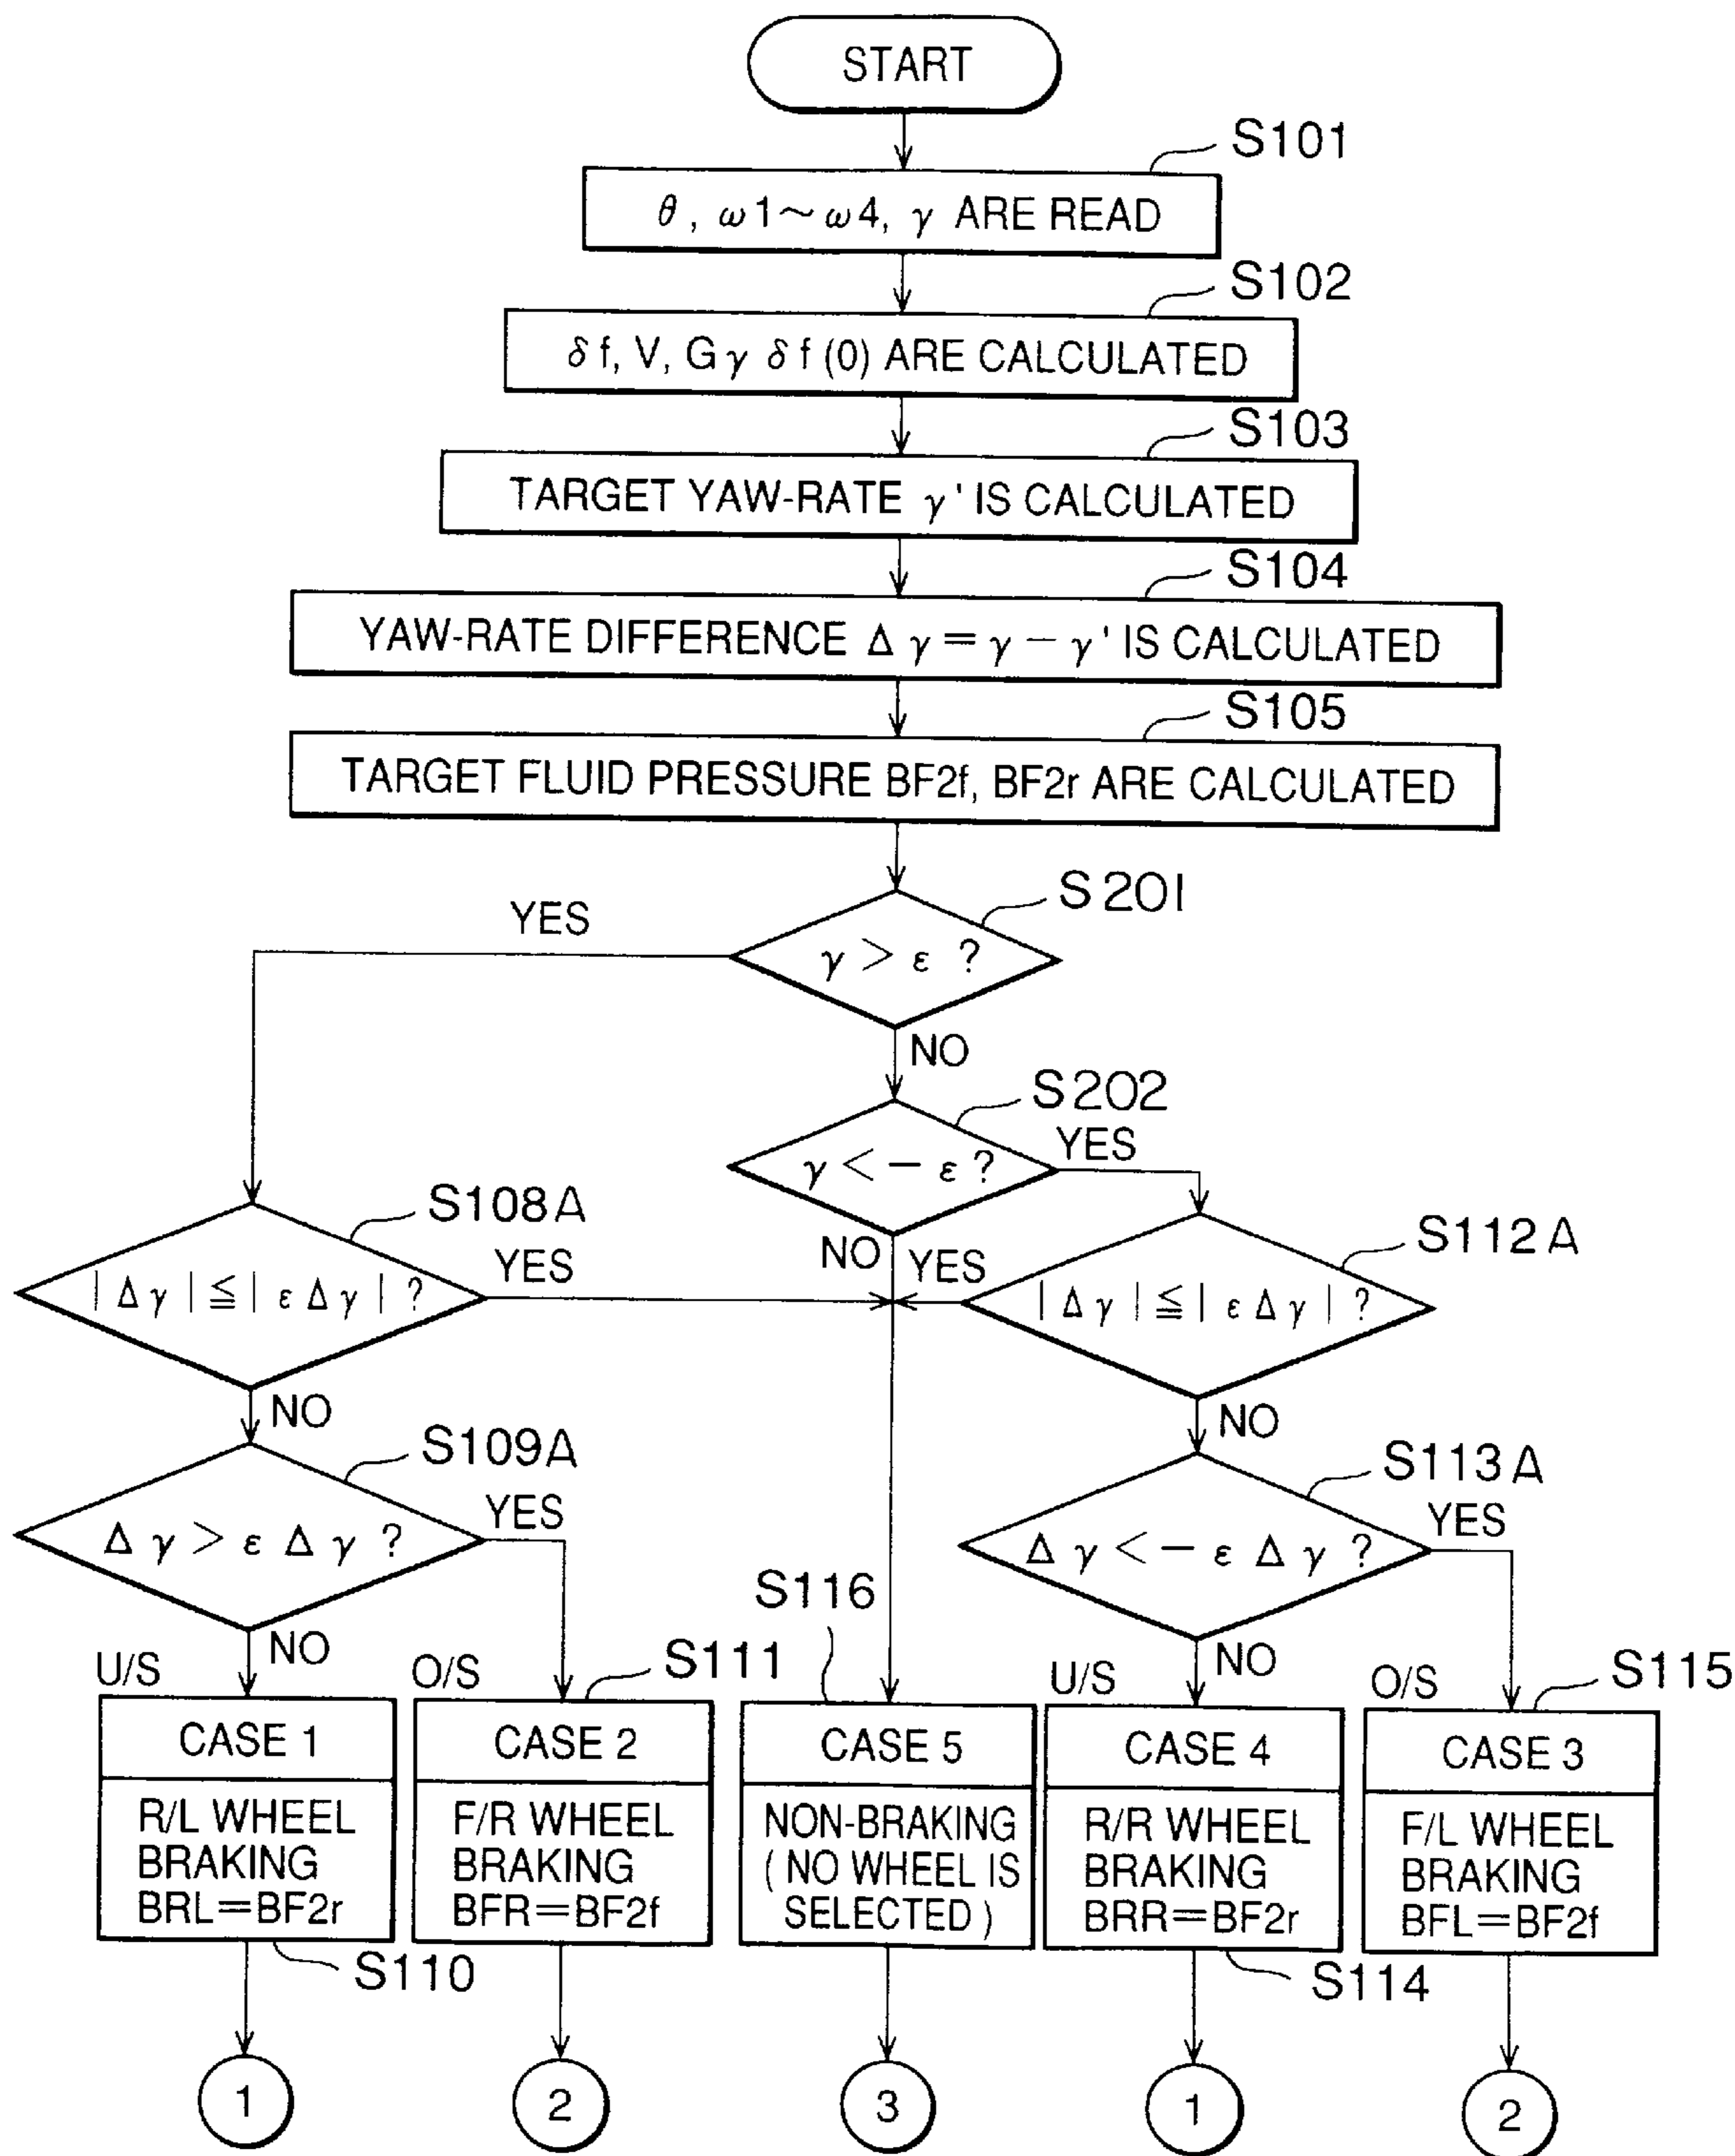 START
S101
θ, ω1~ω4, γ ARE READ
S102
δf, V, Gγ δf(0) ARE CALCULATED
S103
TARGET YAW-RATE γ' IS CALCULATED
S104
YAW-RATE DIFFERENCE Δγ=γ-γ' IS CALCULATED
S105
TARGET FLUID PRESSURE BF2f, BF2r ARE CALCULATED
S201
YES
γ > ε ?
NO
S202
YES
γ < - ε ?
NO
S108A
YES
|Δγ|≦|εΔγ| ?
NO
S112A
YES
|Δγ|≦|εΔγ| ?
NO
S109A
YES
Δγ > εΔγ ?
NO
S113A
YES
Δγ < - εΔγ ?
NO
S116
U/S
CASE 1
R/L WHEEL
BRAKING
BRL=BF2r
S110
O/S
S111
CASE 2
F/R WHEEL
BRAKING
BFR=BF2f
CASE 5
NON-BRAKING
(NO WHEEL IS
SELECTED)
U/S
CASE 4
R/R WHEEL
BRAKING
BRR=BF2r
S114
O/S
S115
CASE 3
F/L WHEEL
BRAKING
BFL=BF2f
1
2
3
1
2